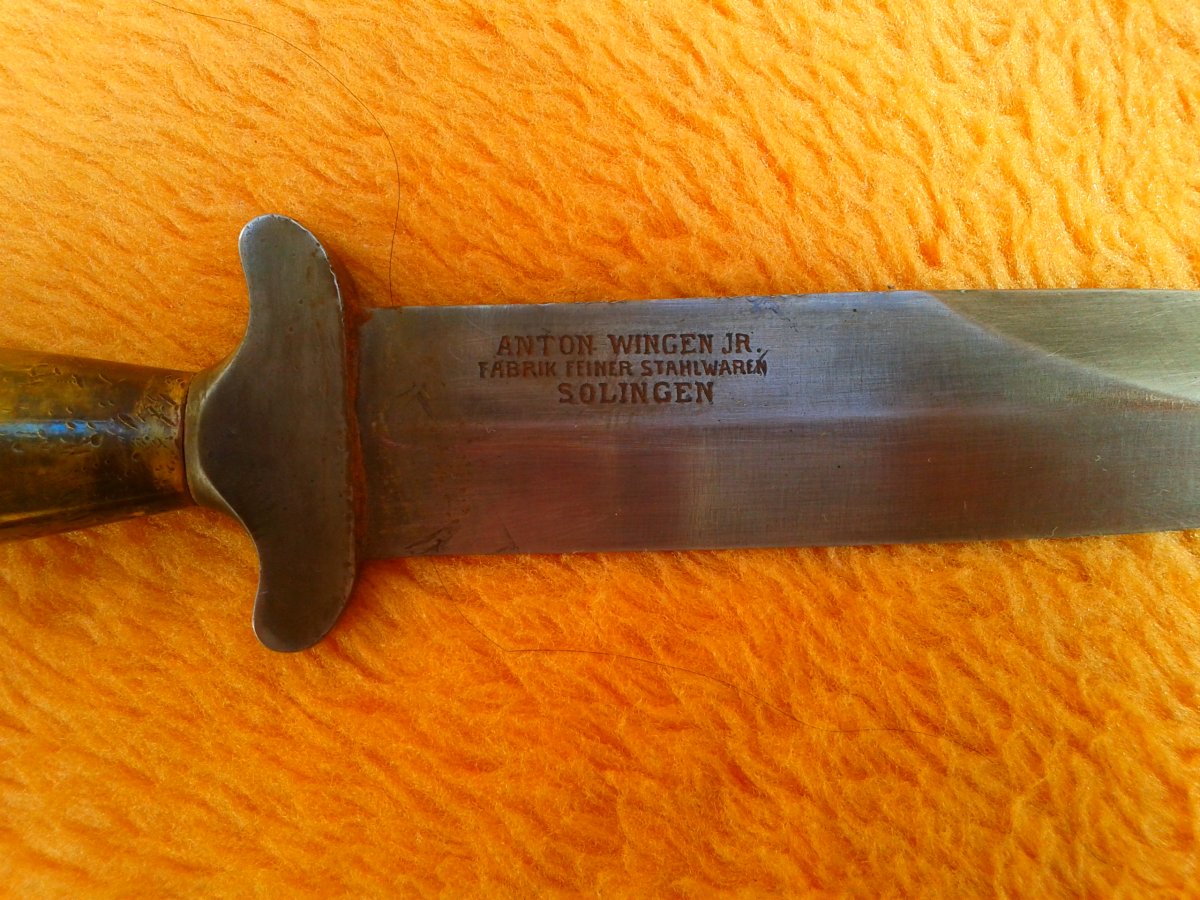 ANTON WINGEN JR.
FABRIK FEINER STAHLWAREN
SOLINGEN